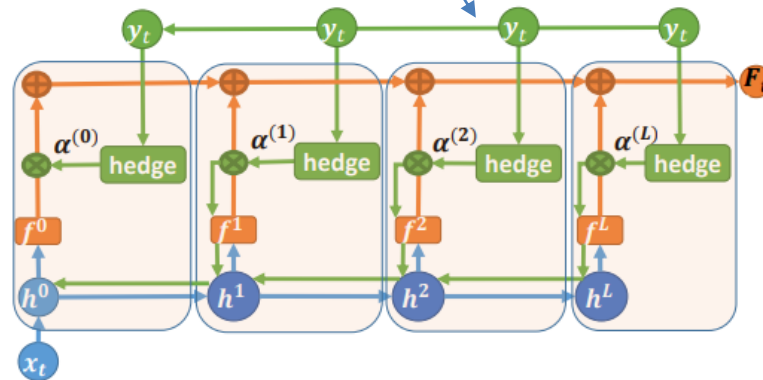 y_t y_t y_t y_t
F_t
α^(0) α^(1) α^(2) α^(L)
hedge hedge hedge hedge
f^0 f^1 f^2 f^L
h^0 h^1 h^2 h^L
x_t